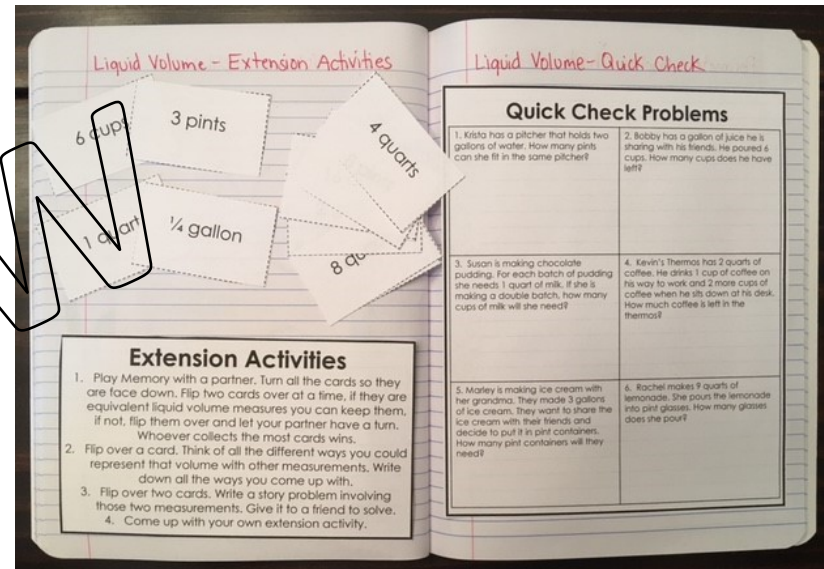 Liquid Volume - Extension Activities
6 cups
3 pints
4 quarts
1 quart
¼ gallon
8
Extension Activities
1. Play Memory with a partner. Turn all the cards so they
are face down. Flip two cards over at a time, if they are
equivalent liquid volume measures you can keep them,
if not, flip them over and let your partner have a turn.
Whoever collects the most cards wins.
2. Flip over a card. Think of all the different ways you could
represent that volume with other measurements. Write
down all the ways you come up with.
3. Flip over two cards. Write a story problem involving
those two measurements. Give it to a friend to solve.
4. Come up with your own extension activity.
Liquid Volume - Quick Check
Quick Check Problems
1. Krista has a pitcher that holds two
gallons of water. How many pints
can she fit in the same pitcher?
2. Bobby has a gallon of juice he is
sharing with his friends. He poured 6
cups. How many cups does he have
left?
3. Susan is making chocolate
pudding. For each batch of pudding
she needs 1 quart of milk. If she is
making a double batch, how many
cups of milk will she need?
4. Kevin's Thermos has 2 quarts of
coffee. He drinks 1 cup of coffee on
his way to work and 2 more cups of
coffee when he sits down at his desk.
How much coffee is left in the
thermos?
5. Marley is making ice cream with
her grandma. They made 3 gallons
of ice cream. They want to share the
ice cream with their friends and
decide to put it in pint containers.
How many pint containers will they
need?
6. Rachel makes 9 quarts of
lemonade. She pours the lemonade
into pint glasses. How many glasses
does she pour?
W